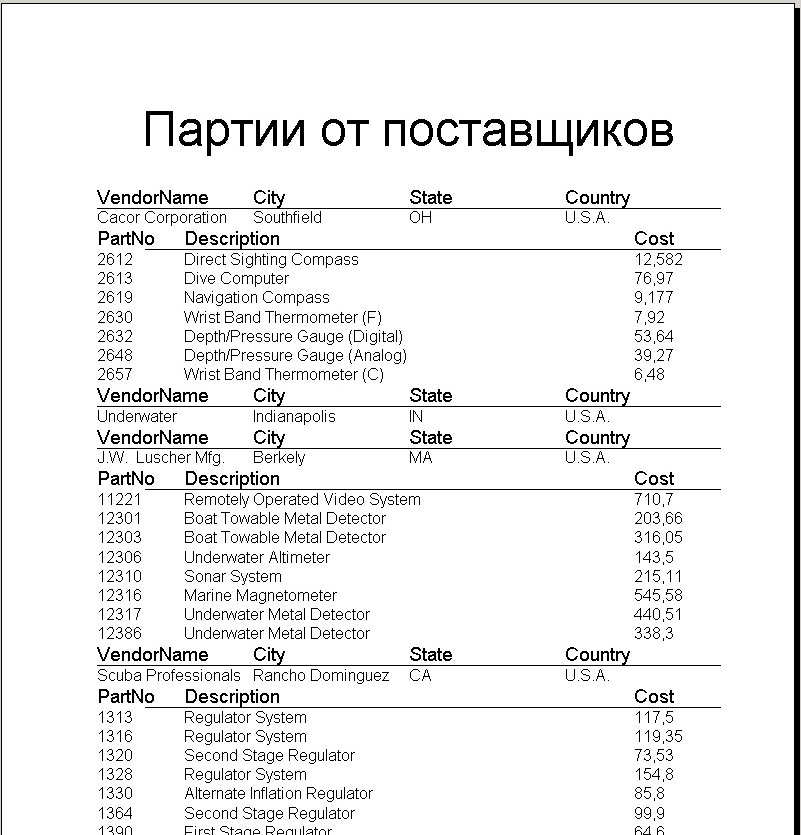 Партии от поставщиков
VendorName City State Country
Cacor Corporation Southfield OH U.S.A.
PartNo Description Cost
2612 Direct Sighting Compass 12,582
2613 Dive Computer 76,97
2619 Navigation Compass 9,177
2630 Wrist Band Thermometer (F) 7,92
2632 Depth/Pressure Gauge (Digital) 53,64
2648 Depth/Pressure Gauge (Analog) 39,27
2657 Wrist Band Thermometer (C) 6,48
VendorName City State Country
Underwater Indianapolis IN U.S.A.
VendorName City State Country
J.W. Luscher Mfg. Berkely MA U.S.A.
PartNo Description Cost
11221 Remotely Operated Video System 710,7
12301 Boat Towable Metal Detector 203,66
12303 Boat Towable Metal Detector 316,05
12306 Underwater Altimeter 143,5
12310 Sonar System 215,11
12316 Marine Magnetometer 545,58
12317 Underwater Metal Detector 440,51
12386 Underwater Metal Detector 338,3
VendorName City State Country
Scuba Professionals Rancho Dominguez CA U.S.A.
PartNo Description Cost
1313 Regulator System 117,5
1316 Regulator System 119,35
1320 Second Stage Regulator 73,53
1328 Regulator System 154,8
1330 Alternate Inflation Regulator 85,8
1364 Second Stage Regulator 99,9
1390 First Stage Regulator 64,6